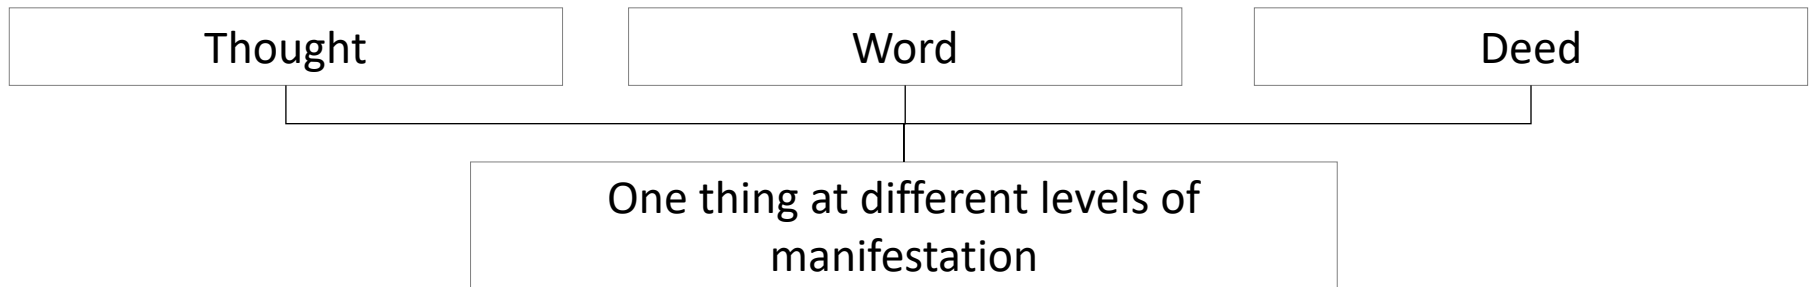 Thought
Word
Deed
One thing at different levels of
manifestation